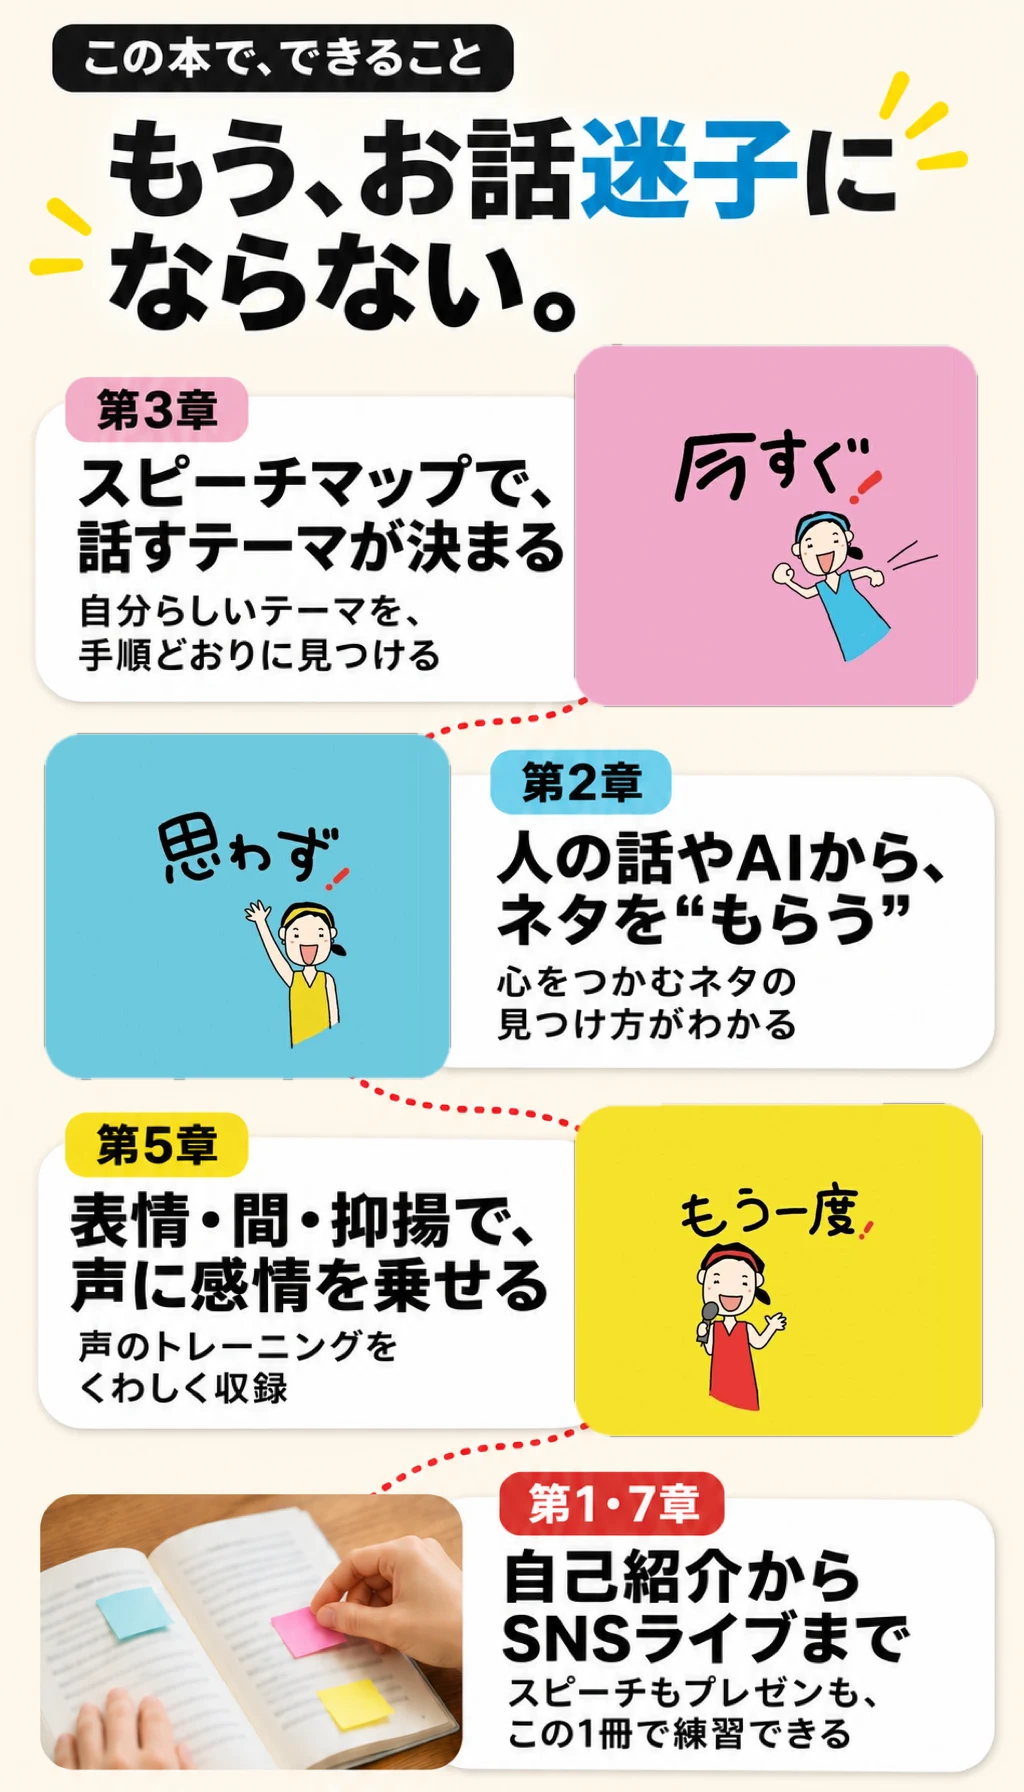 この本で、できること
もう、お話迷子に
ならない。
第3章
スピーチマップで、
話すテーマが決まる
自分らしいテーマを、
手順どおりに見つける
今すぐ!
第2章
人の話やAIから、
ネタを“もらう”
心をつかむネタの
見つけ方がわかる
思わず!
第5章
表情・間・抑揚で、
声に感情を乗せる
声のトレーニングを
くわしく収録
もう一度!
第1・7章
自己紹介から
SNSライブまで
スピーチもプレゼンも、
この1冊で練習できる